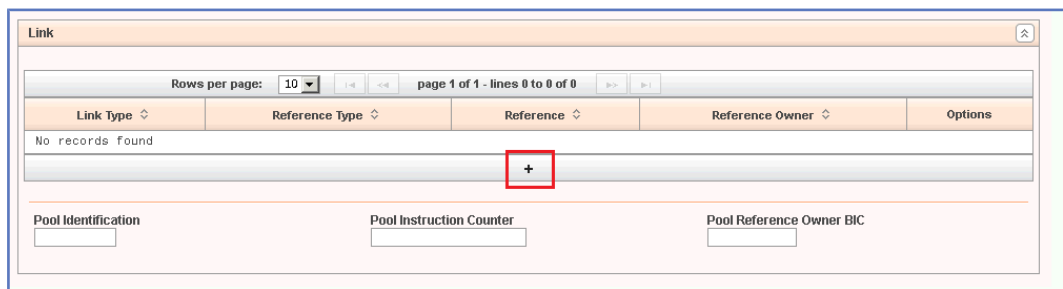 Link
Rows per page: 10 page 1 of 1 - lines 0 to 0 of 0
Link Type Reference Type Reference Reference Owner Options
No records found
+
Pool Identification Pool Instruction Counter Pool Reference Owner BIC